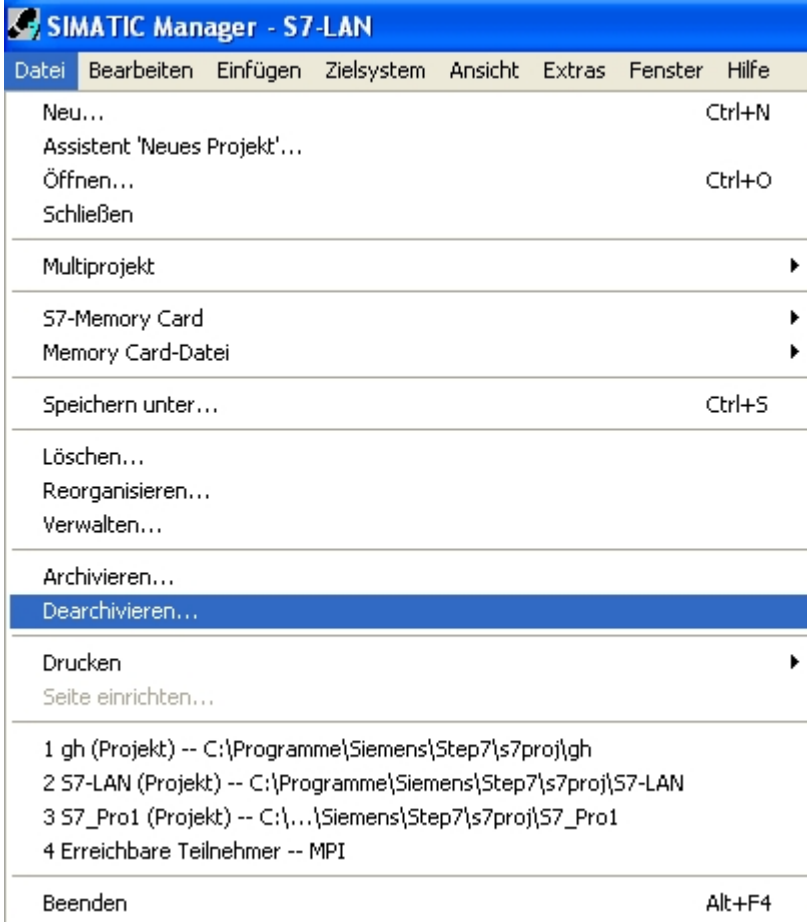 SIMATIC Manager - S7-LAN
Datei Bearbeiten Einfügen Zielsystem Ansicht Extras Fenster Hilfe
Neu... Ctrl+N
Assistent 'Neues Projekt'...
Öffnen... Ctrl+O
Schließen
Multiprojekt
S7-Memory Card
Memory Card-Datei
Speichern unter... Ctrl+S
Löschen...
Reorganisieren...
Verwalten...
Archivieren...
Dearchivieren...
Drucken
Seite einrichten...
1 gh (Projekt) -- C:\Programme\Siemens\Step7\s7proj\gh
2 S7-LAN (Projekt) -- C:\Programme\Siemens\Step7\s7proj\S7-LAN
3 S7_Pro1 (Projekt) -- C:\...\Siemens\Step7\s7proj\S7_Pro1
4 Erreichbare Teilnehmer -- MPI
Beenden Alt+F4